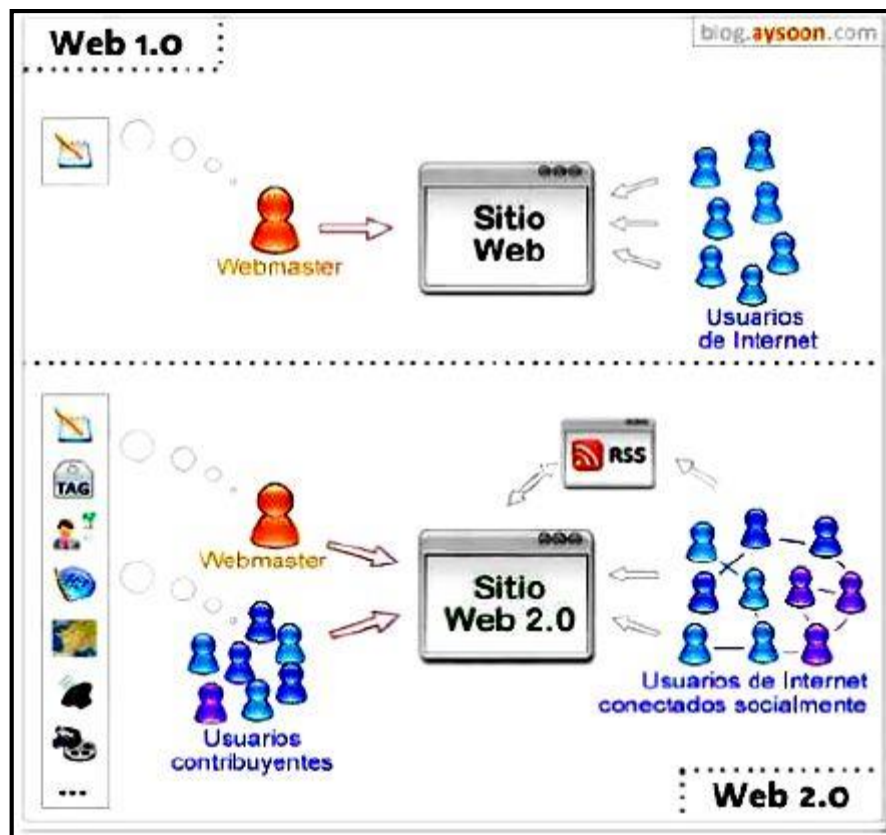 Web 1.0
blog.aysoon.com
Sitio
Web
Webmaster
Usuarios
de Internet
TAG
RSS
Webmaster
Sitio
Web 2.0
Usuarios
contribuyentes
Usuarios de Internet
conectados socialmente
...
Web 2.0